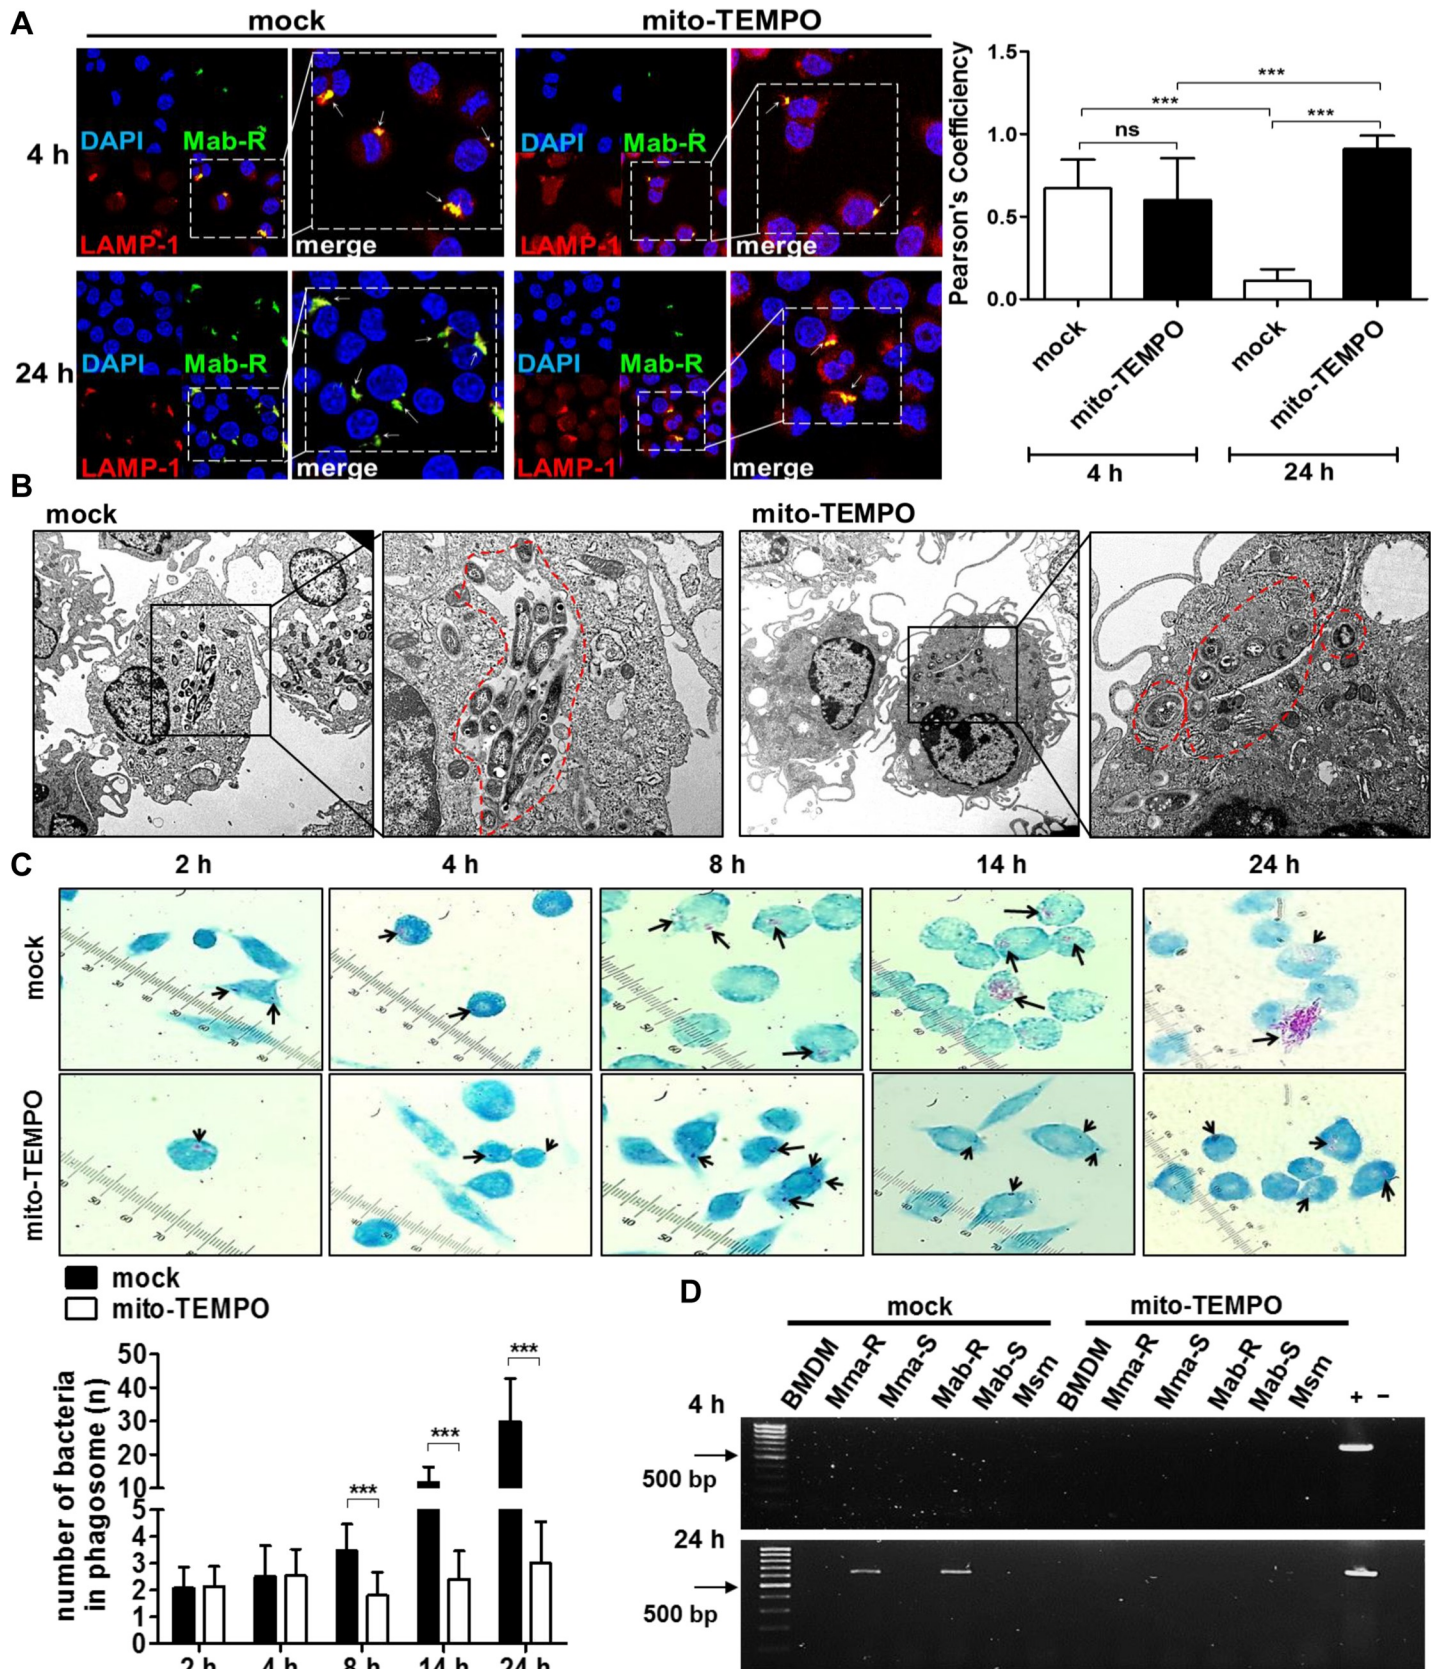 A
mock
mito-TEMPO
4 h
DAPI
Mab-R
LAMP-1
merge
DAPI
Mab-R
LAMP-1
merge
24 h
DAPI
Mab-R
LAMP-1
merge
DAPI
Mab-R
LAMP-1
merge
Pearson's Coefficiency
1.5
1.0
0.5
0.0
***
***
***
ns
mock
mito-TEMPO
mock
mito-TEMPO
4 h
24 h
B
mock
mito-TEMPO
C
2 h
4 h
8 h
14 h
24 h
mock
mito-TEMPO
mock
mito-TEMPO
number of bacteria
in phagosome (n)
50
40
30
20
10
5
4
3
2
1
0
***
***
***
2 h
4 h
8 h
14 h
24 h
D
mock
mito-TEMPO
BMDM
Mma-R
Mma-S
Mab-R
Mab-S
Msm
BMDM
Mma-R
Mma-S
Mab-R
Mab-S
Msm
+
−
4 h
500 bp
24 h
500 bp